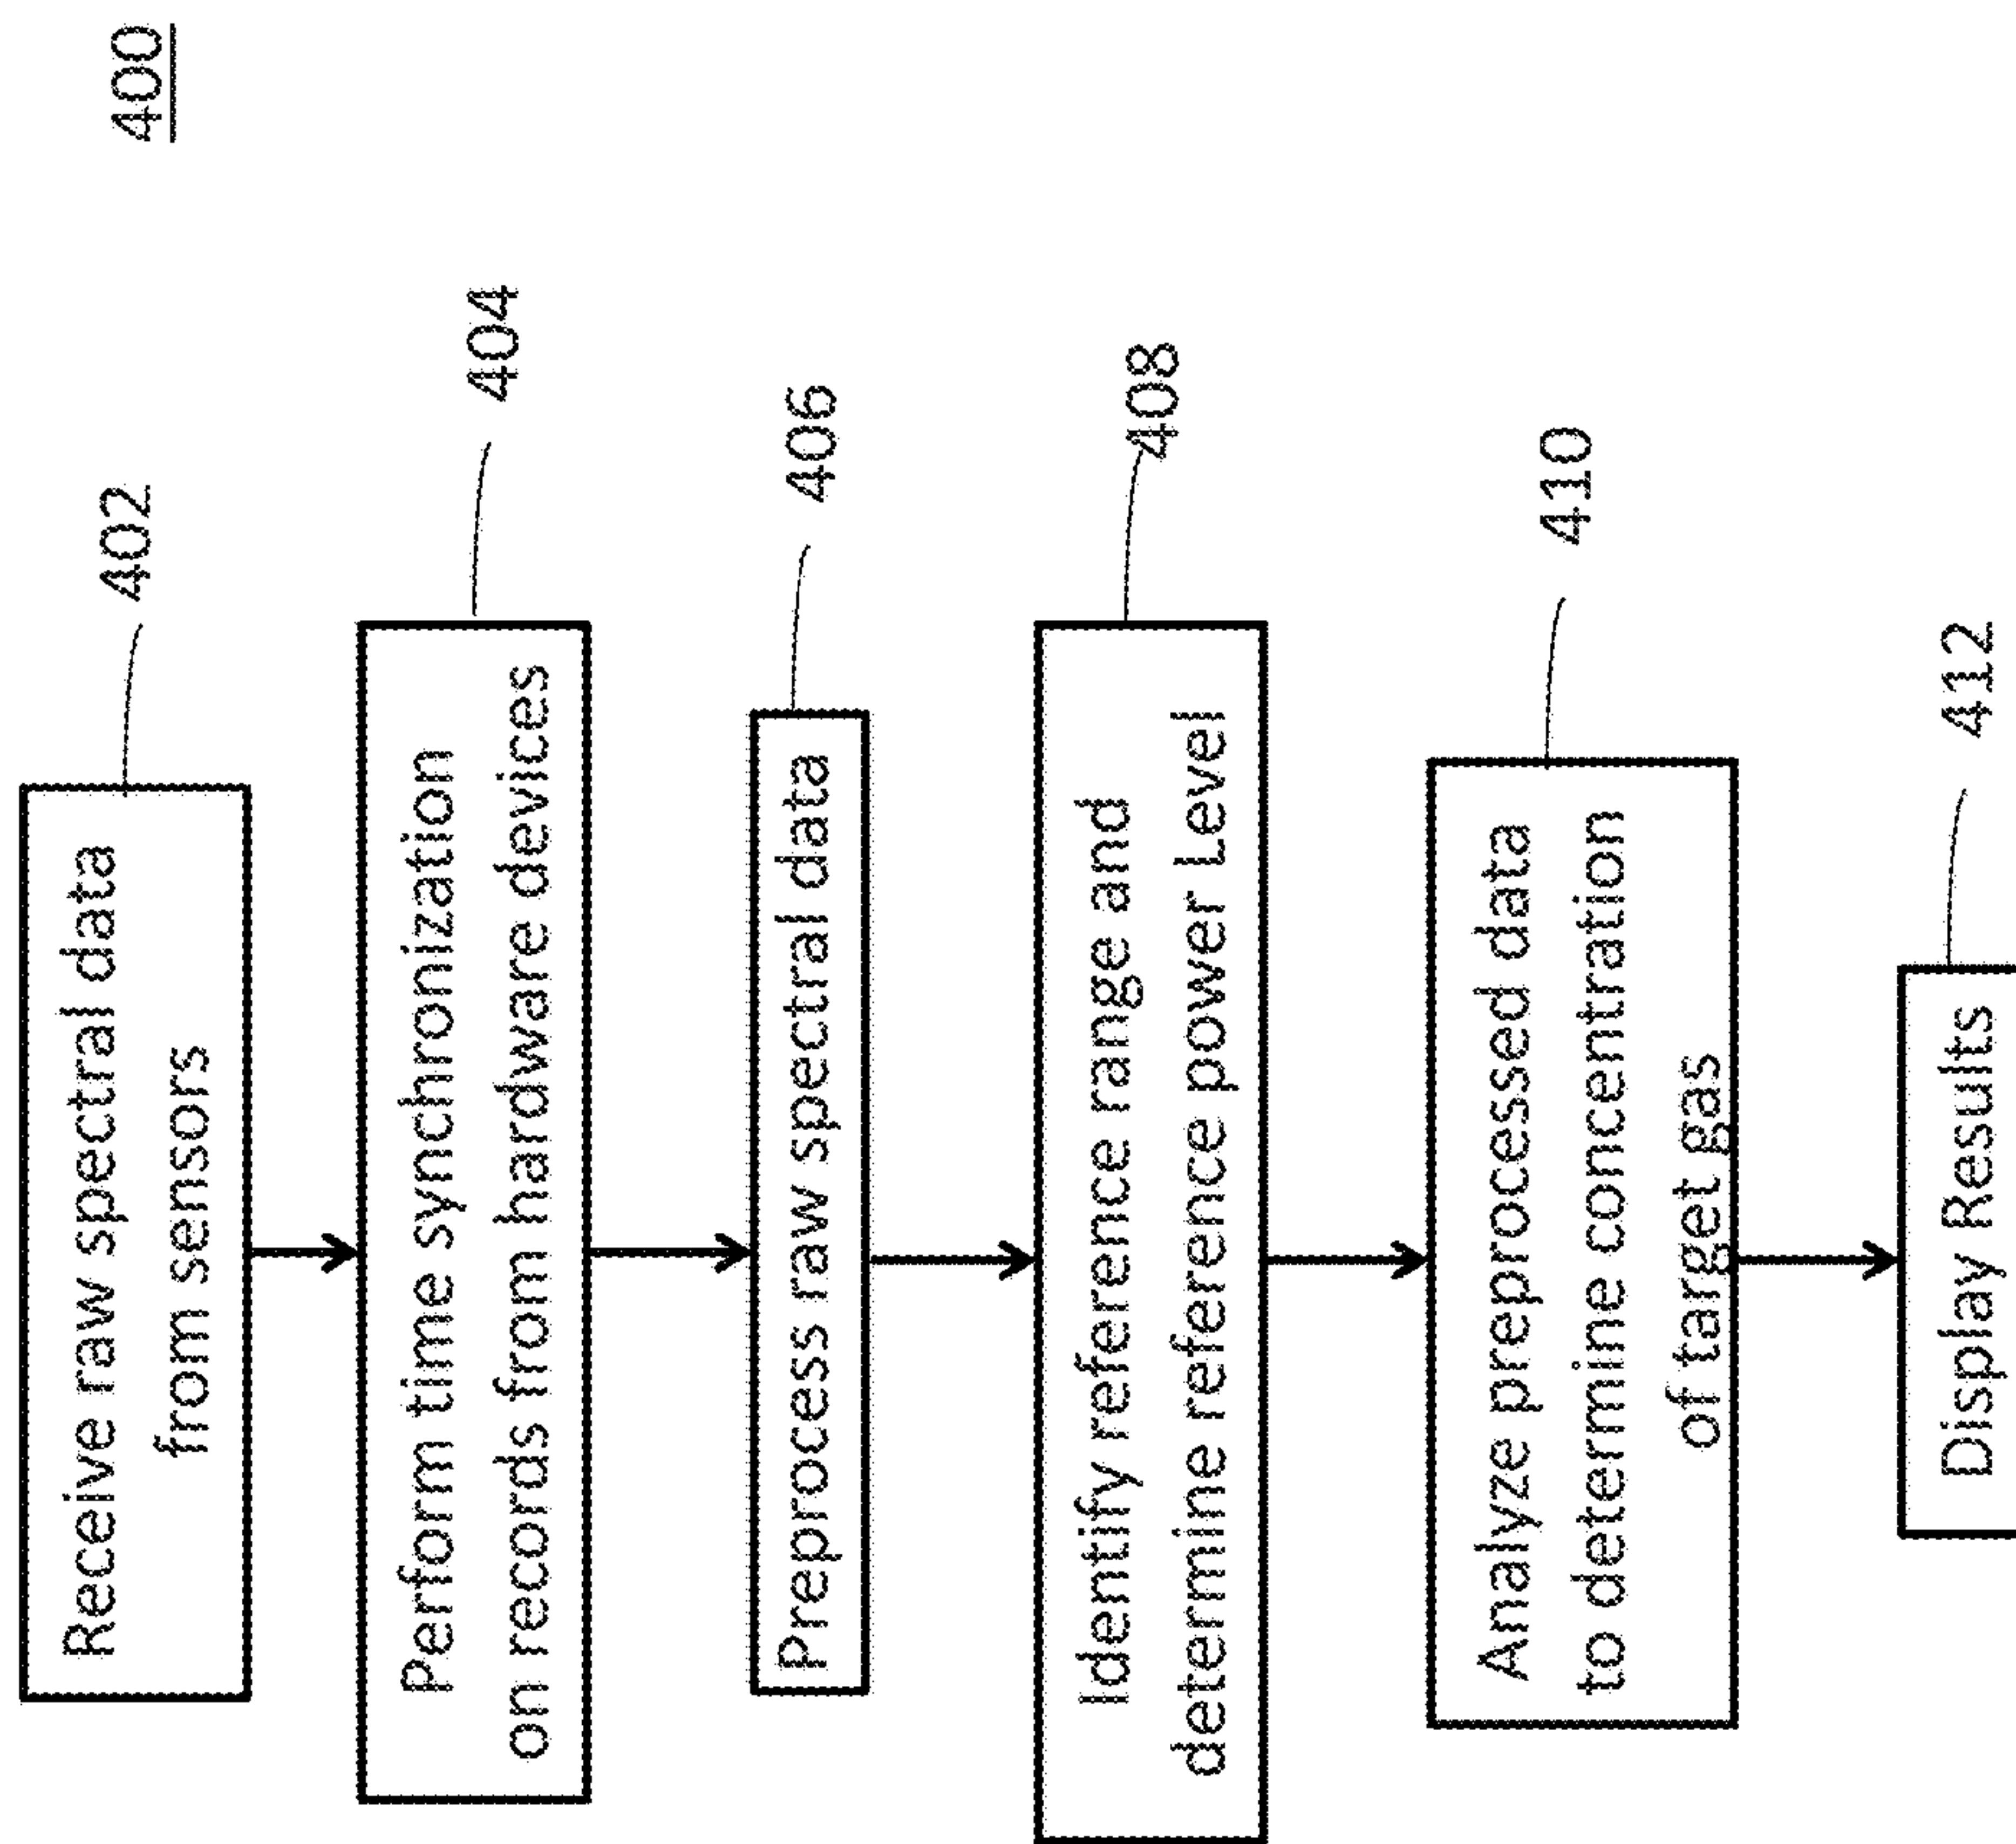 400
Receive raw spectral data
from sensors
402
Perform time synchronization
on records from hardware devices
404
Preprocess raw spectral data
406
Identify reference range and
determine reference power Level
408
Analyze preprocessed data
to determine concentration
of target gas
410
Display Results
412